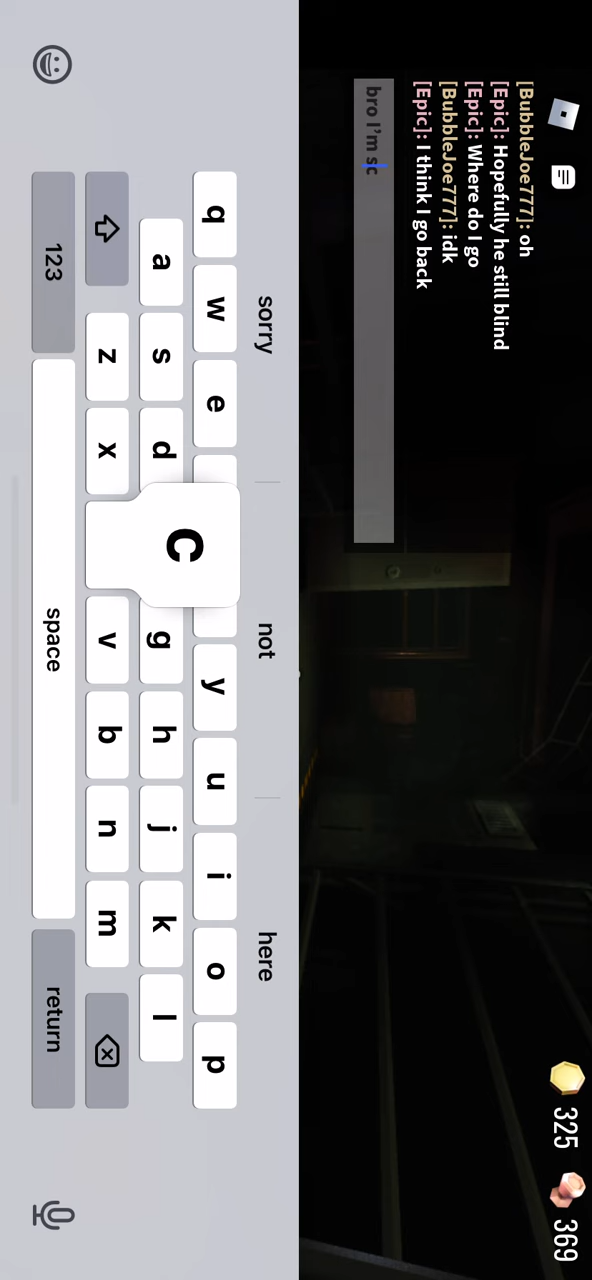 [BubbleJoe777]: oh
[Epic]: Hopefully he still blind
[Epic]: Where do I go
[BubbleJoe777]: idk
[Epic]: I think I go back
bro I'm sc
325
369
sorry not here
q w e y u i o p
a s d g h j k l
z x C v b n m
123 space return